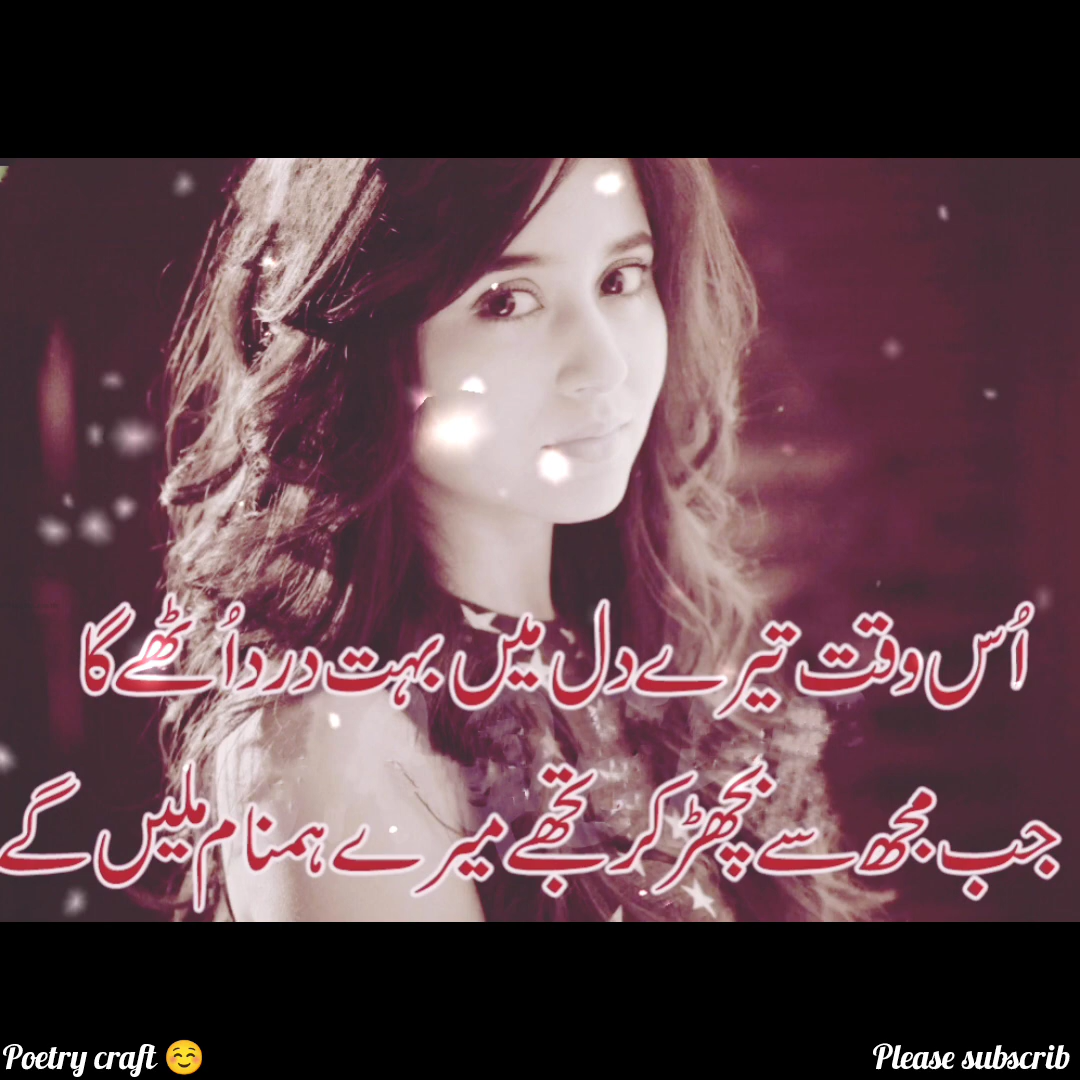 اُس وقت تیرے دل میں بہت درد اُٹھے گا
جب مجھ سے بچھڑ کر تجھے میرے ہمنام ملیں گے
Poetry craft ☺️
Please subscrib